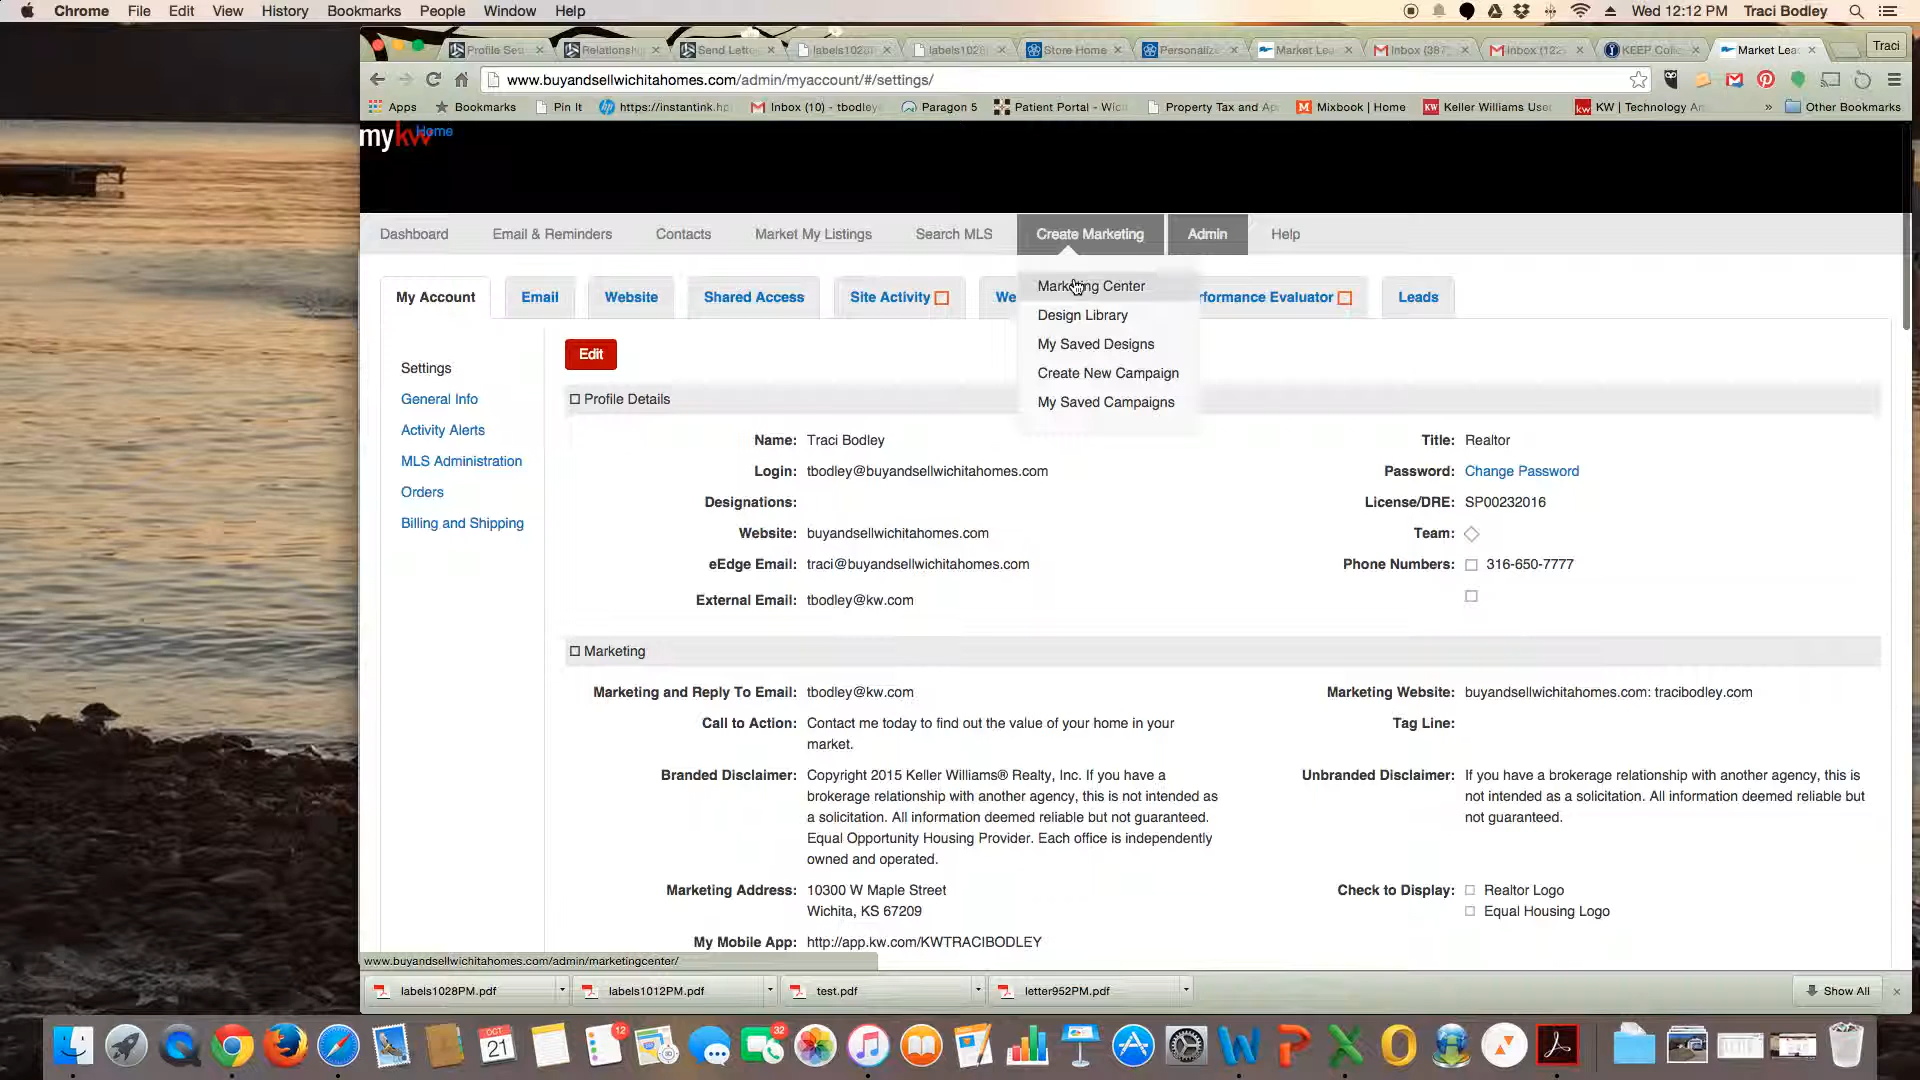 Chrome File Edit View History Bookmarks People Window Help Wed 12:12 PM Traci Bodley
Profile Set Relationship Send Lette labels1028 labels1028 Store Home Personaliz Market Lea Inbox (387 Inbox (122 KEEP Colle Market Lea Traci
www.buyandsellwichitahomes.com/admin/myaccount/#/settings/
Apps Bookmarks Pin It https://instantink.hp Inbox (10) - tbodley Paragon 5 Patient Portal - Wic Property Tax and Ap Mixbook | Home Keller Williams Use KW | Technology An » Other Bookmarks
mykw Home
Dashboard Email & Reminders Contacts Market My Listings Search MLS Create Marketing Admin Help
My Account Email Website Shared Access Site Activity We rformance Evaluator Leads
Marketing Center
Design Library
My Saved Designs
Create New Campaign
My Saved Campaigns
Settings
General Info
Activity Alerts
MLS Administration
Orders
Billing and Shipping
Edit
Profile Details
Name: Traci Bodley Title: Realtor
Login: tbodley@buyandsellwichitahomes.com Password: Change Password
Designations: License/DRE: SP00232016
Website: buyandsellwichitahomes.com Team:
eEdge Email: traci@buyandsellwichitahomes.com Phone Numbers: 316-650-7777
External Email: tbodley@kw.com
Marketing
Marketing and Reply To Email: tbodley@kw.com Marketing Website: buyandsellwichitahomes.com: tracibodley.com
Call to Action: Contact me today to find out the value of your home in your Tag Line:
market.
Branded Disclaimer: Copyright 2015 Keller Williams® Realty, Inc. If you have a Unbranded Disclaimer: If you have a brokerage relationship with another agency, this is
brokerage relationship with another agency, this is not intended as not intended as a solicitation. All information deemed reliable but
a solicitation. All information deemed reliable but not guaranteed. not guaranteed.
Equal Opportunity Housing Provider. Each office is independently
owned and operated.
Marketing Address: 10300 W Maple Street Check to Display: Realtor Logo
Wichita, KS 67209 Equal Housing Logo
My Mobile App: http://app.kw.com/KWTRACIBODLEY
www.buyandsellwichitahomes.com/admin/marketingcenter/
labels1028PM.pdf labels1012PM.pdf test.pdf letter952PM.pdf Show All
OCT
21 12 32